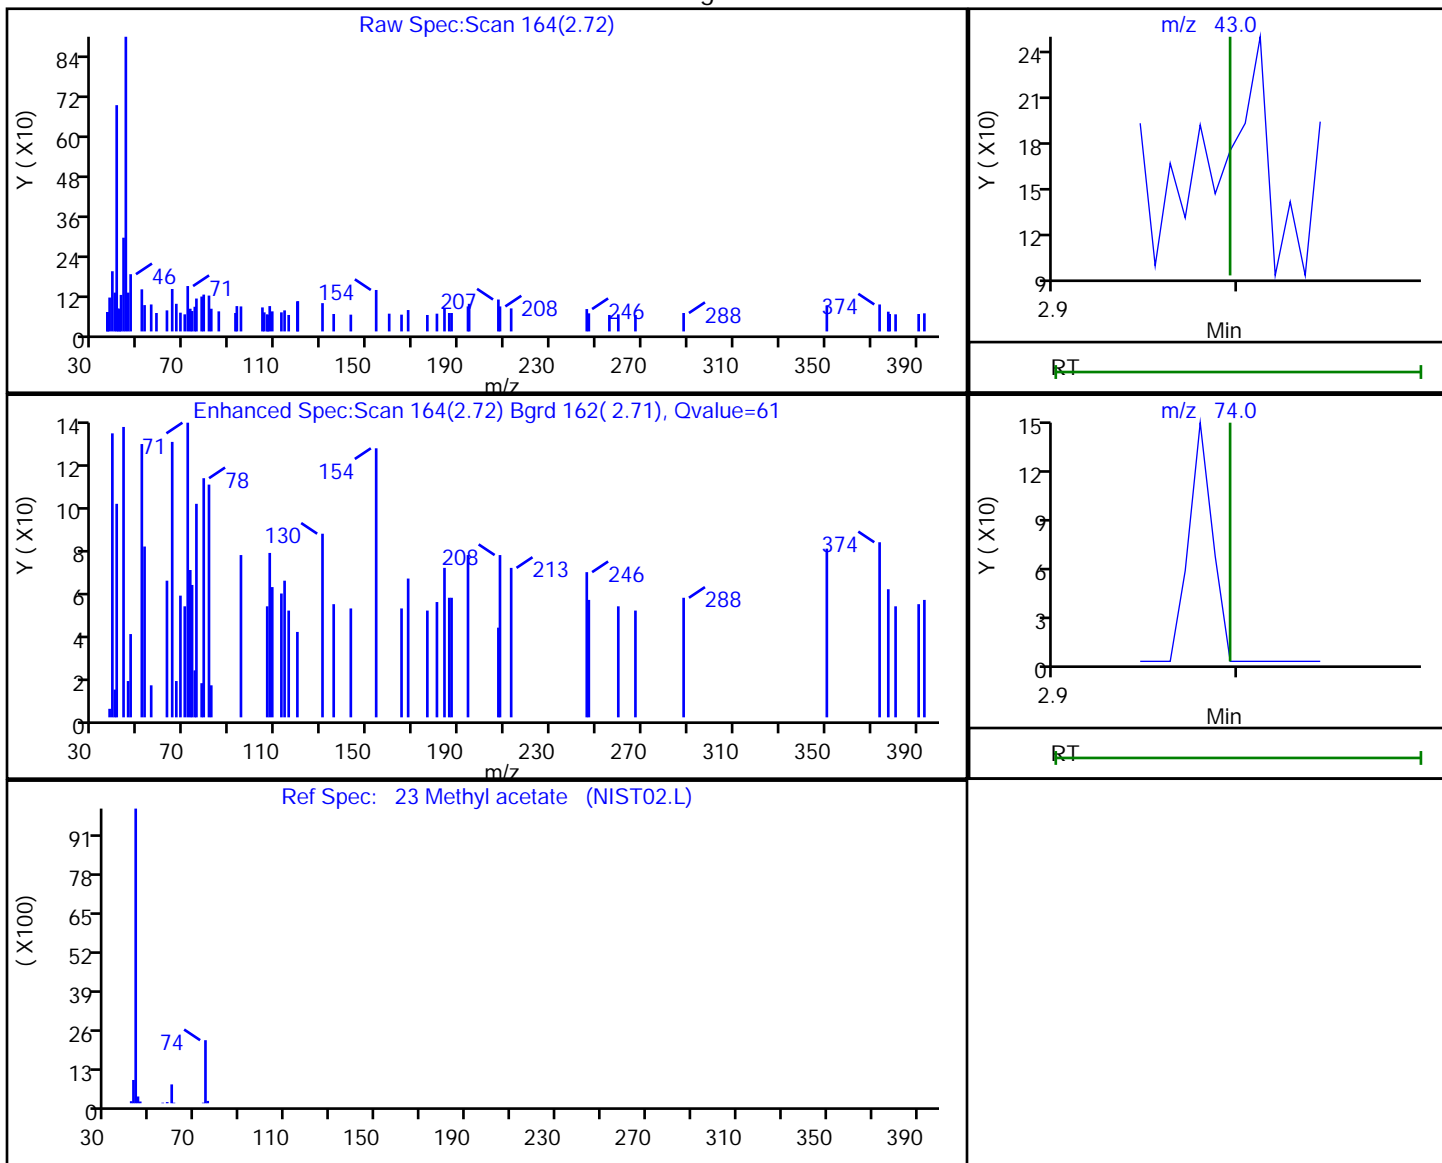 Raw Spec:Scan 164(2.72)
Y ( X10)
84
72
60
48
36
24
12
0
46
71
154
207
208
246
288
374
30 70 110 150 190 230 270 310 350 390
m/z
m/z 43.0
Y ( X10)
24
21
18
15
12
9
2.9
Min
RT
Enhanced Spec:Scan 164(2.72) Bgrd 162( 2.71), Qvalue=61
Y ( X10)
14
12
10
8
6
4
2
0
71
78
130
154
208
213
246
288
374
30 70 110 150 190 230 270 310 350 390
m/z
m/z 74.0
Y ( X10)
15
12
9
6
3
0
2.9
Min
RT
Ref Spec: 23 Methyl acetate (NIST02.L)
( X100)
91
78
65
52
39
26
13
0
74
30 70 110 150 190 230 270 310 350 390